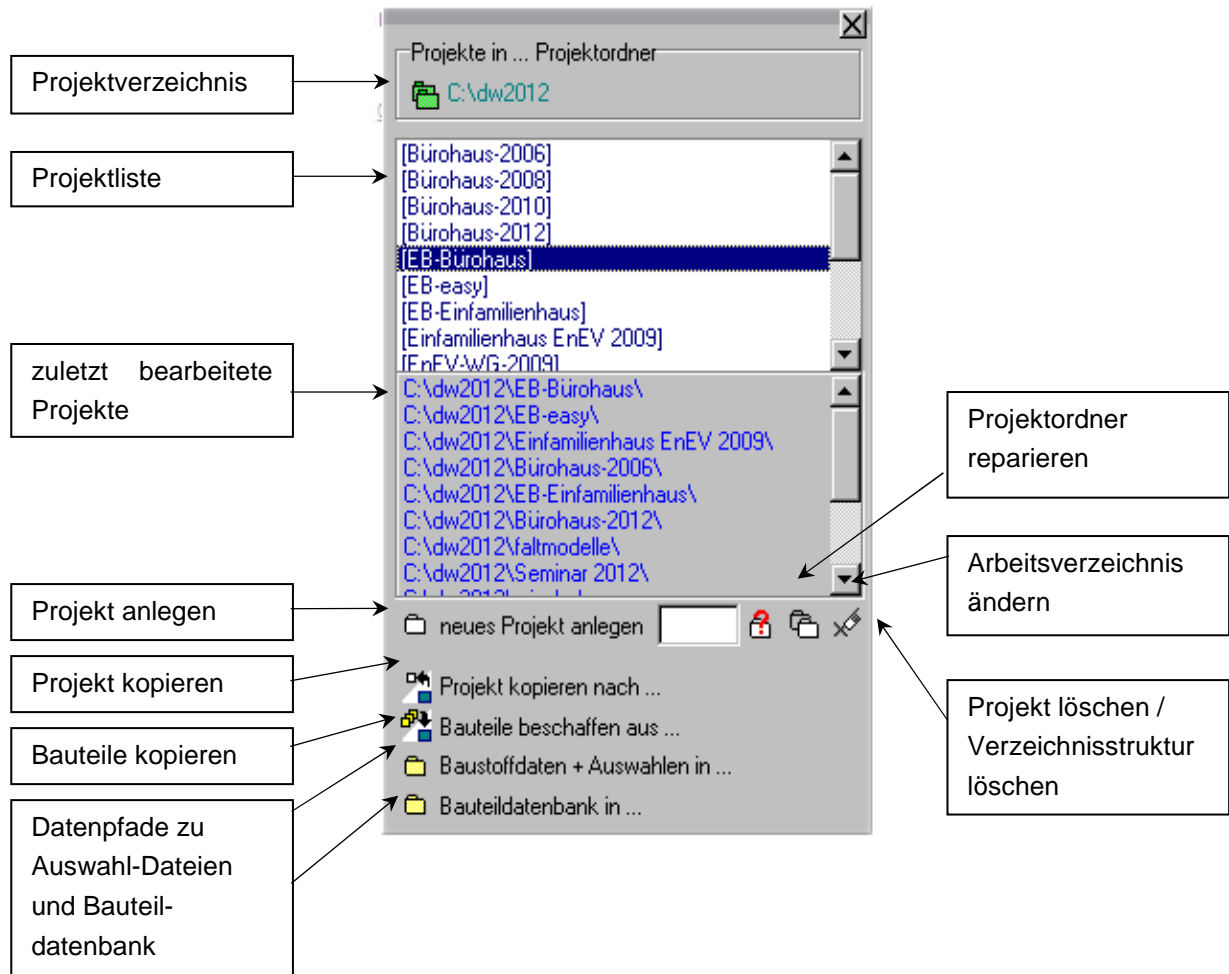 Projekte in ... Projektordner
C:\dw2012
[Bürohaus-2006]
[Bürohaus-2008]
[Bürohaus-2010]
[Bürohaus-2012]
[EB-Bürohaus]
[EB-easy]
[EB-Einfamilienhaus]
[Einfamilienhaus EnEV 2009]
[EnEV-WG-2009]
C:\dw2012\EB-Bürohaus\
C:\dw2012\EB-easy\
C:\dw2012\Einfamilienhaus EnEV 2009\
C:\dw2012\Bürohaus-2006\
C:\dw2012\EB-Einfamilienhaus\
C:\dw2012\Bürohaus-2012\
C:\dw2012\faltmodelle\
C:\dw2012\Seminar 2012\
neues Projekt anlegen
Projekt kopieren nach ...
Bauteile beschaffen aus ...
Baustoffdaten + Auswahlen in ...
Bauteildatenbank in ...
Projektverzeichnis
Projektliste
zuletzt bearbeitete
Projekte
Projekt anlegen
Projekt kopieren
Bauteile kopieren
Datenpfade zu
Auswahl-Dateien
und Bauteil-
datenbank
Projektordner
reparieren
Arbeitsverzeichnis
ändern
Projekt löschen /
Verzeichnisstruktur
löschen